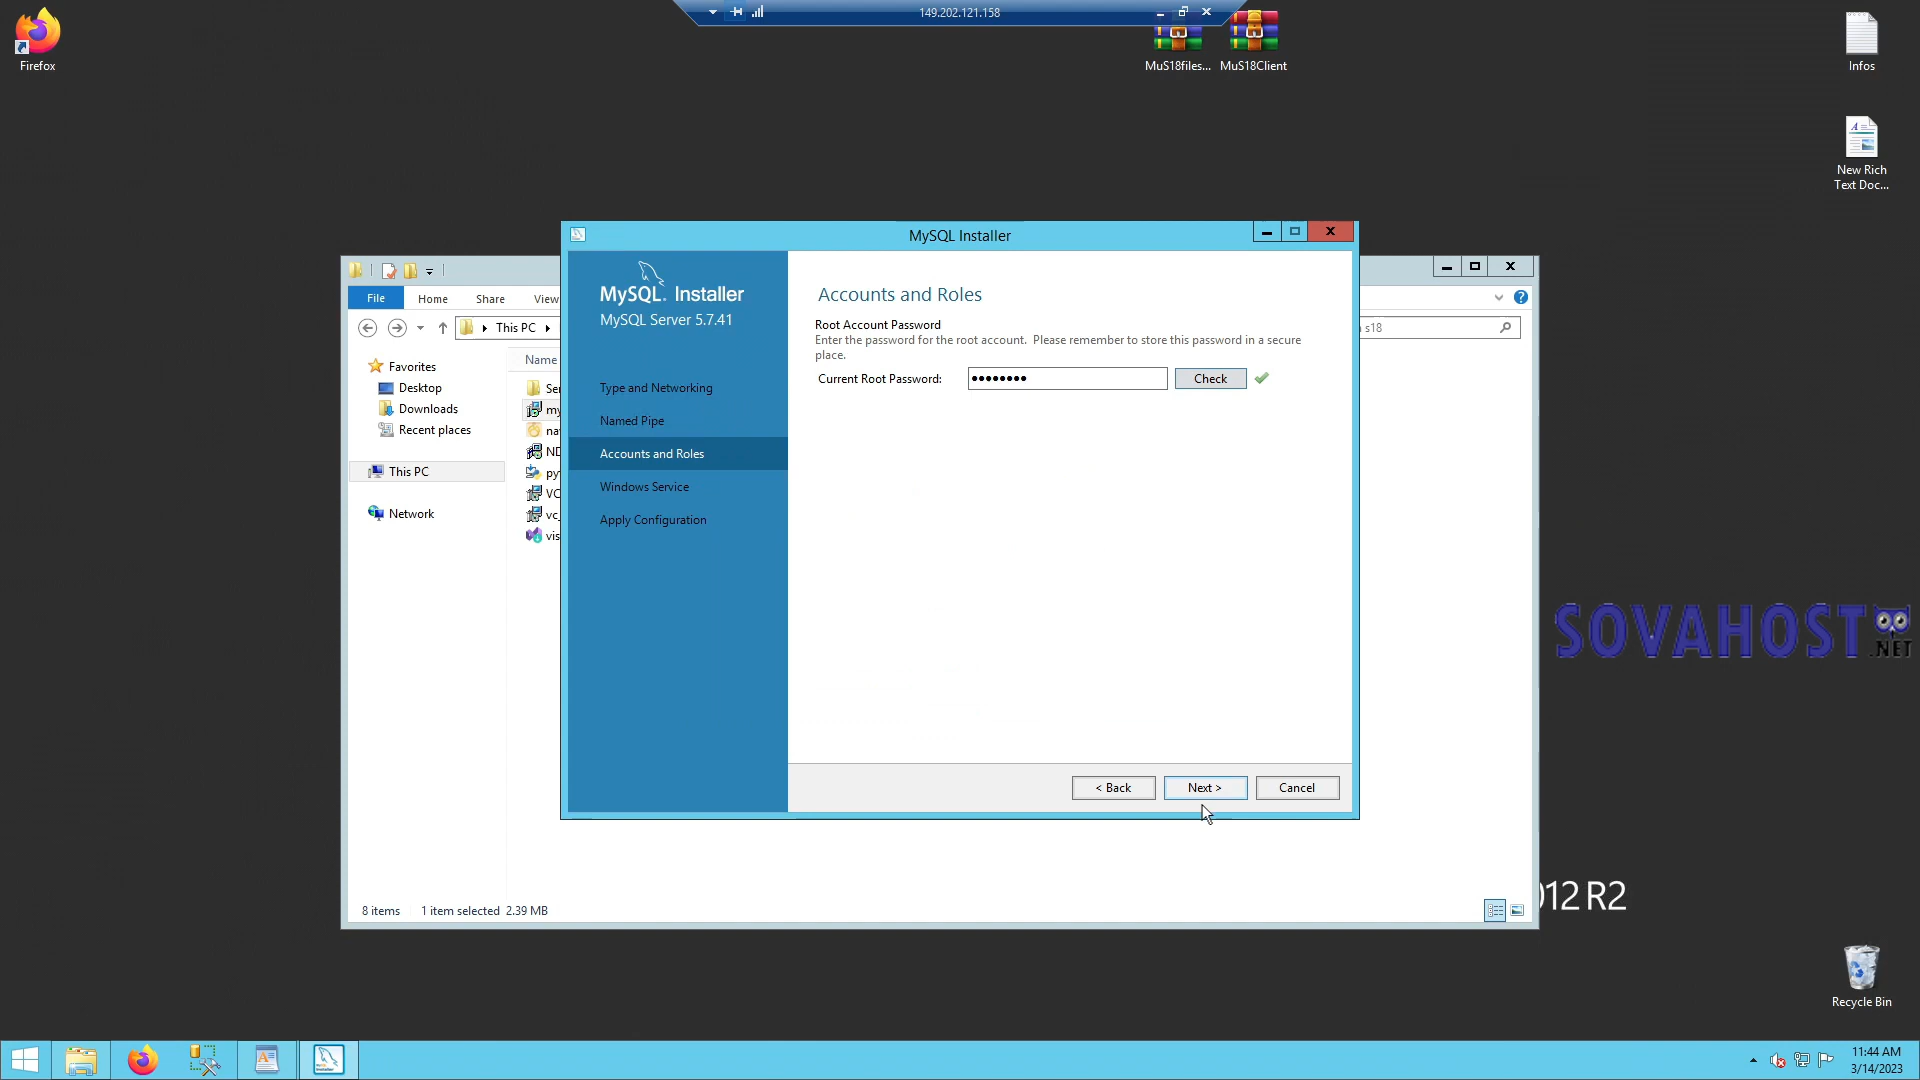 149.202.121.158
Firefox
MuS18files...
MuS18Client
Infos
New Rich
Text Doc...
MySQL Installer
MySQL. Installer
MySQL Server 5.7.41
Type and Networking
Named Pipe
Accounts and Roles
Windows Service
Apply Configuration
Accounts and Roles
Root Account Password
Enter the password for the root account. Please remember to store this password in a secure
place.
Current Root Password:
Check
< Back
Next >
Cancel
File
Home
Share
View
This PC
s18
Name
Favorites
Desktop
Downloads
Recent places
This PC
Network
8 items
1 item selected 2.39 MB
SOVAHOST
.NET
012 R2
Recycle Bin
11:44 AM
3/14/2023